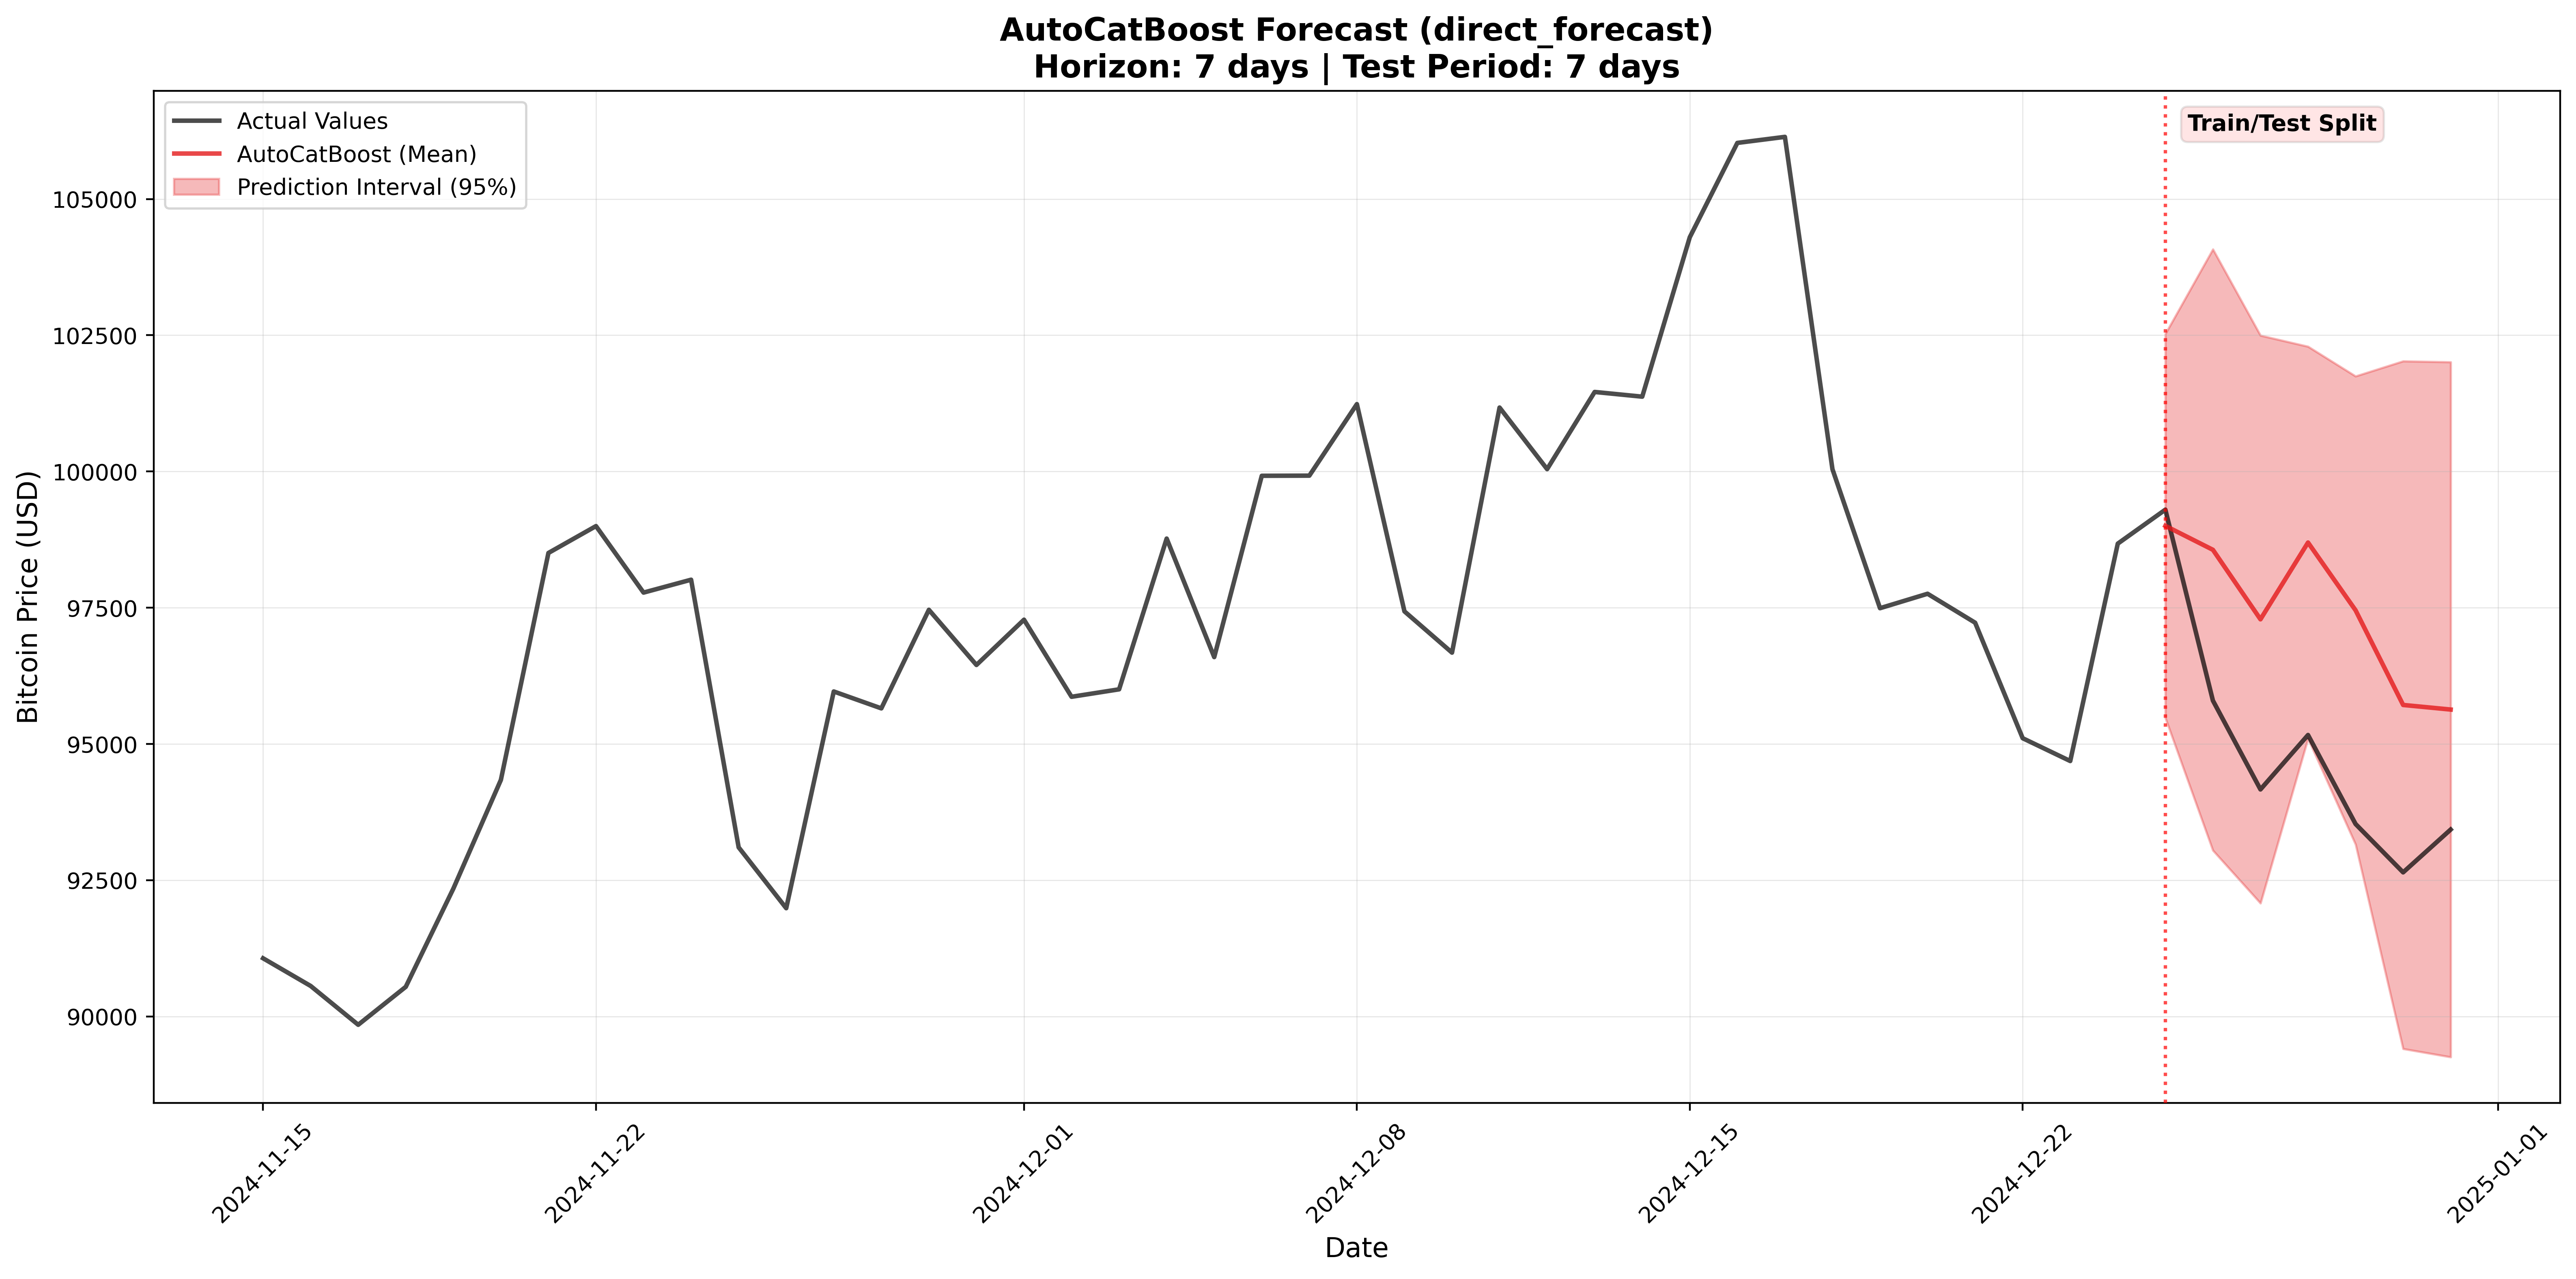 AutoCatBoost Forecast (direct_forecast)
Horizon: 7 days | Test Period: 7 days
Actual Values
AutoCatBoost (Mean)
Prediction Interval (95%)
Train/Test Split
Bitcoin Price (USD)
105000
102500
100000
97500
95000
92500
90000
2024-11-15
2024-11-22
2024-12-01
2024-12-08
2024-12-15
2024-12-22
2025-01-01
Date